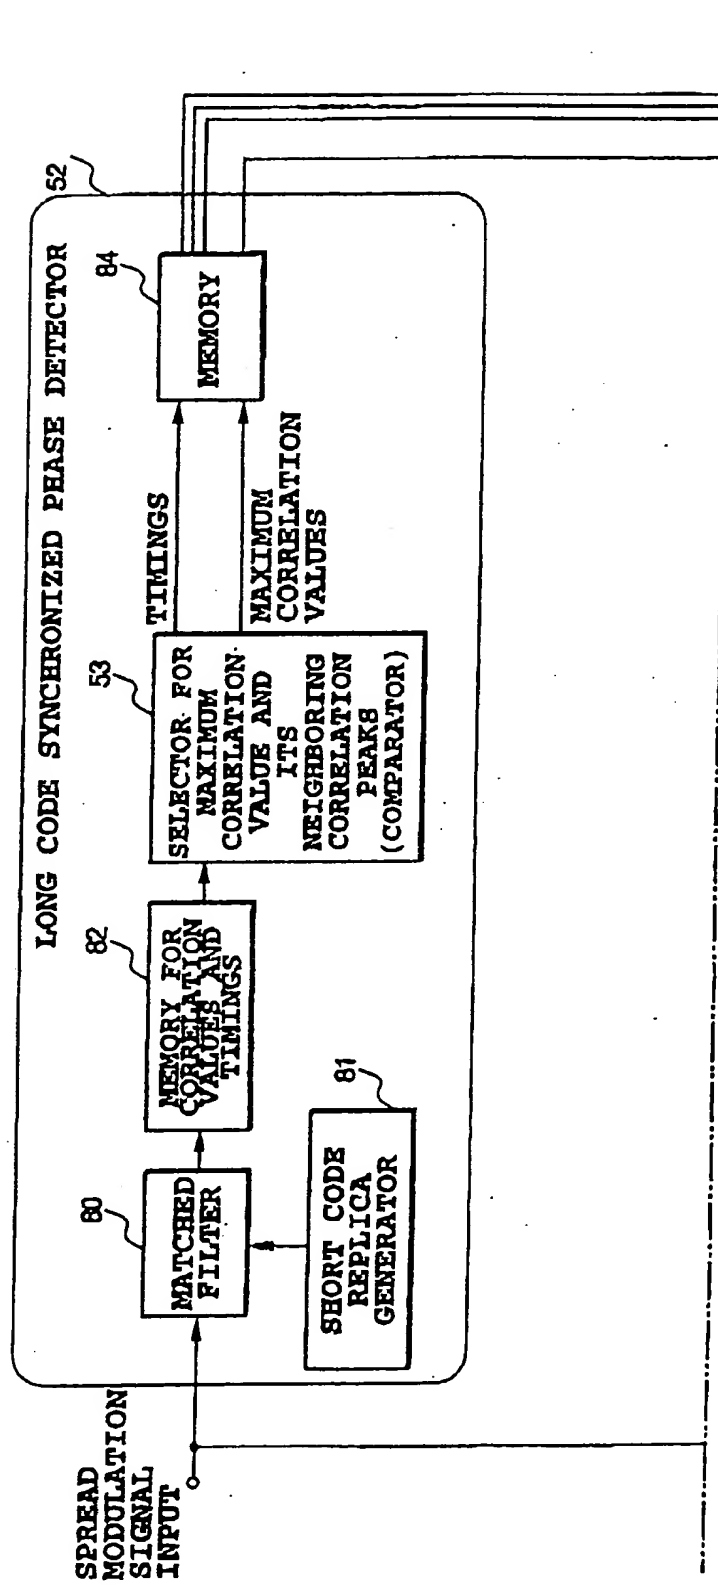 LONG CODE SYNCHRONIZED PHASE DETECTOR
52
SPREAD
MODULATION
SIGNAL
INPUT
80
MATCHED
FILTER
82
MEMORY FOR
CORRELATION
VALUES AND
TIMINGS
53
SELECTOR FOR
MAXIMUM
CORRELATION
VALUE AND
ITS
NEIGHBORING
CORRELATION
PEAKS
(COMPARATOR)
TIMINGS
MAXIMUM
CORRELATION
VALUES
84
MEMORY
81
SHORT CODE
REPLICA
GENERATOR